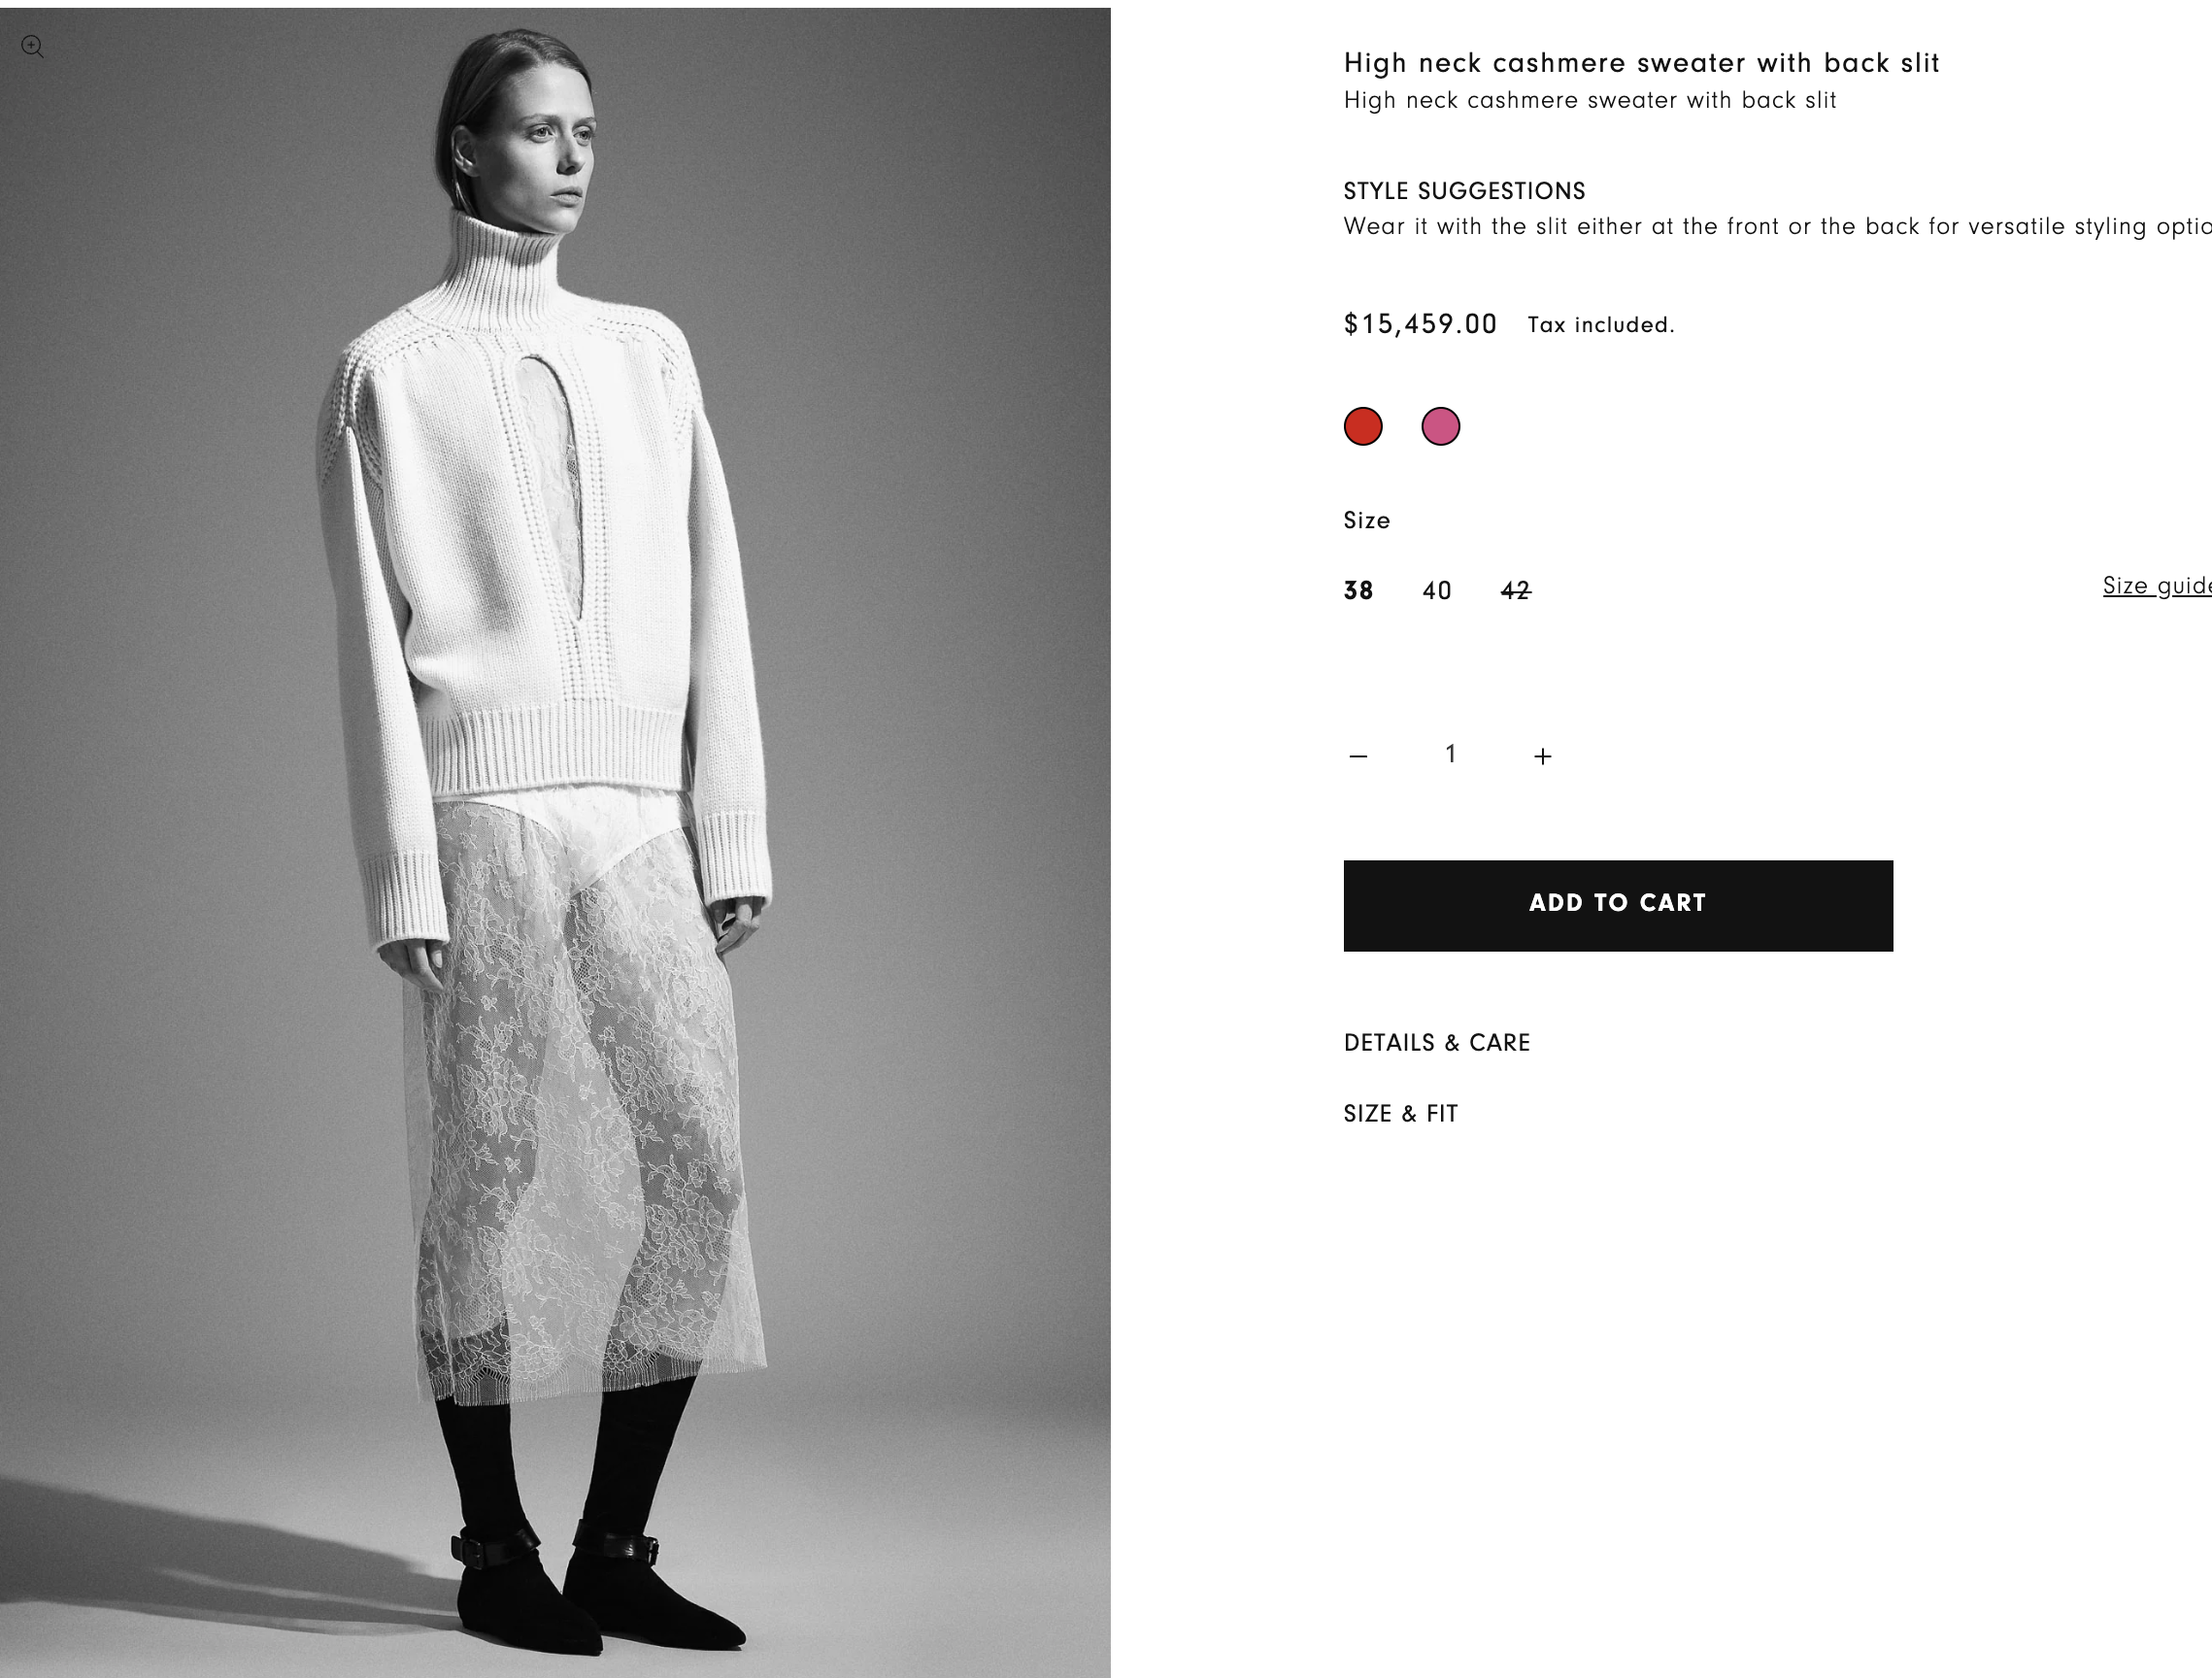 High neck cashmere sweater with back slit
High neck cashmere sweater with back slit
STYLE SUGGESTIONS
Wear it with the slit either at the front or the back for versatile styling
$15,459.00 Tax included.
Size
38 40 42
Size guide
− 1 +
ADD TO CART
DETAILS & CARE
SIZE & FIT